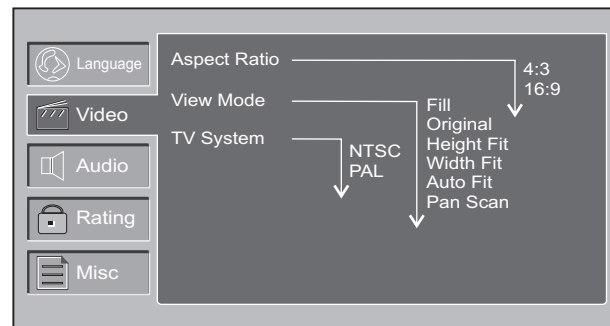 Language
Video
Audio
Rating
Misc
Aspect Ratio
4:3
16:9
View Mode
Fill
Original
Height Fit
Width Fit
Auto Fit
Pan Scan
TV System
NTSC
PAL